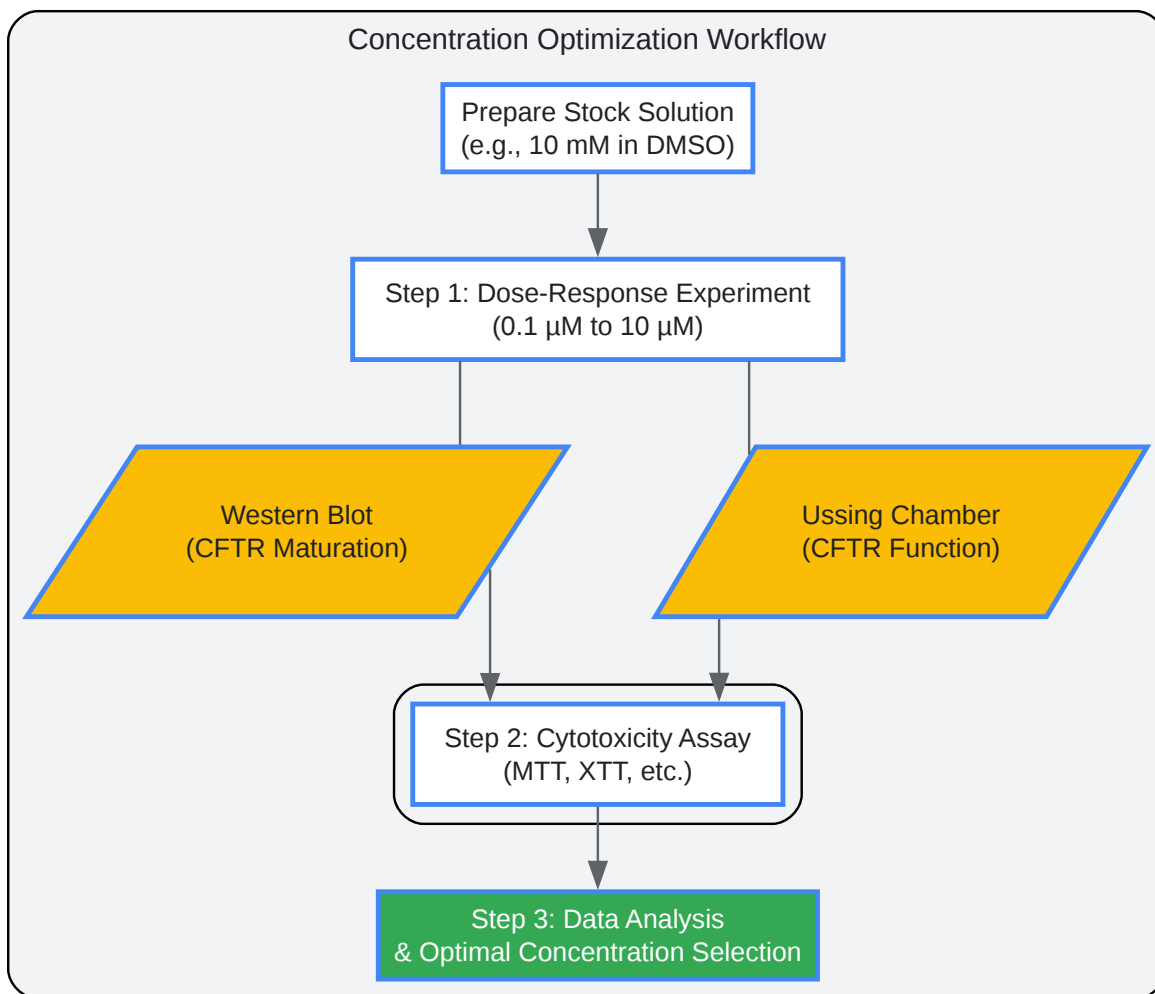 Concentration Optimization Workflow
Prepare Stock Solution
(e.g., 10 mM in DMSO)
Step 1: Dose-Response Experiment
(0.1 µM to 10 µM)
Western Blot
(CFTR Maturation)
Ussing Chamber
(CFTR Function)
Step 2: Cytotoxicity Assay
(MTT, XTT, etc.)
Step 3: Data Analysis
& Optimal Concentration Selection